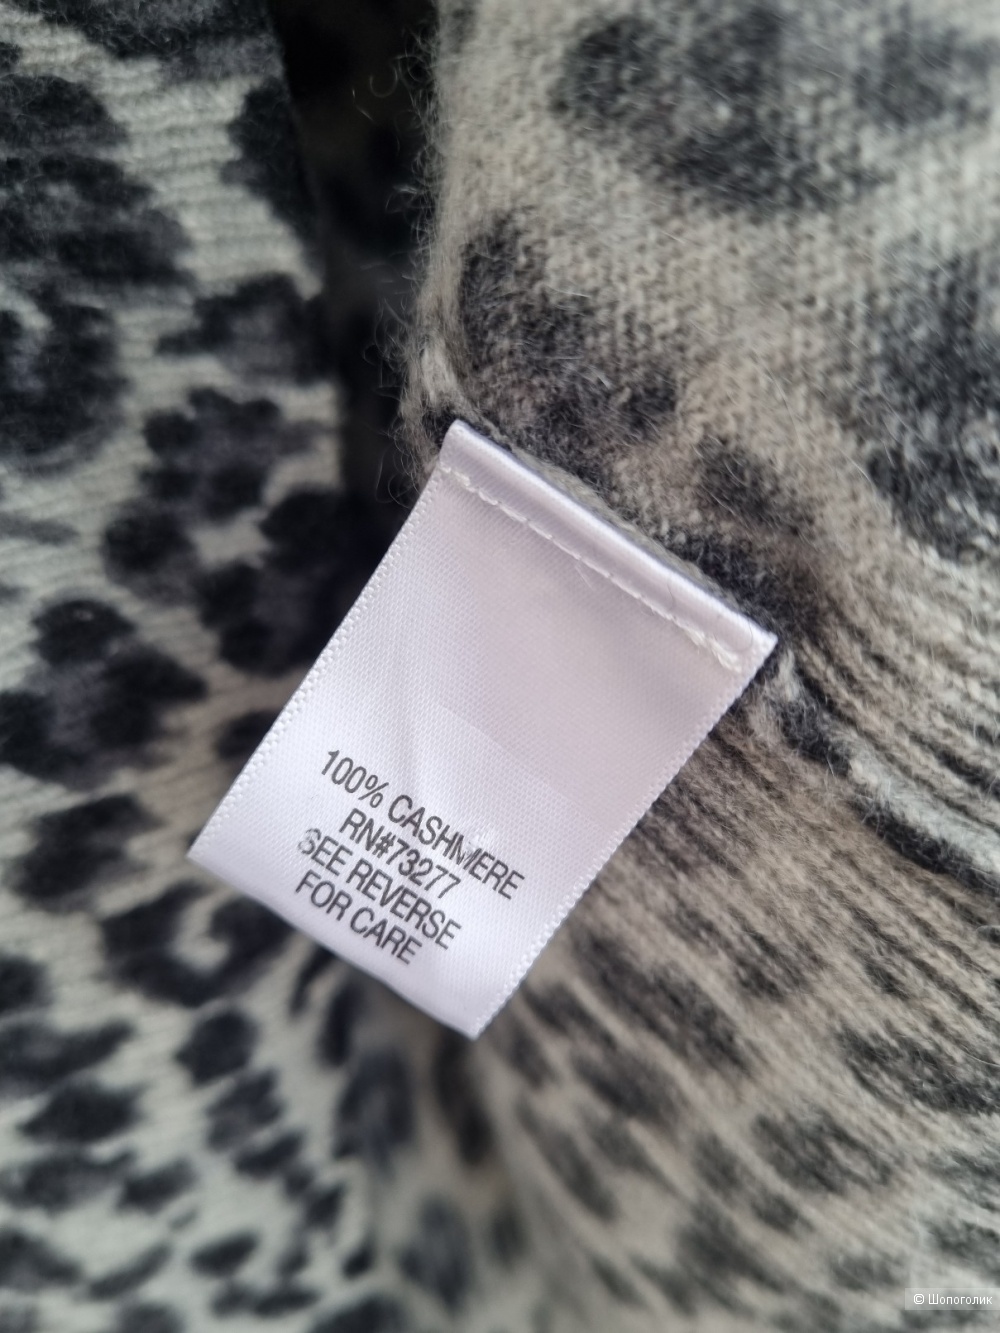 100% CASHMERE
RN#73277
SEE REVERSE
FOR CARE
© Шопоголик